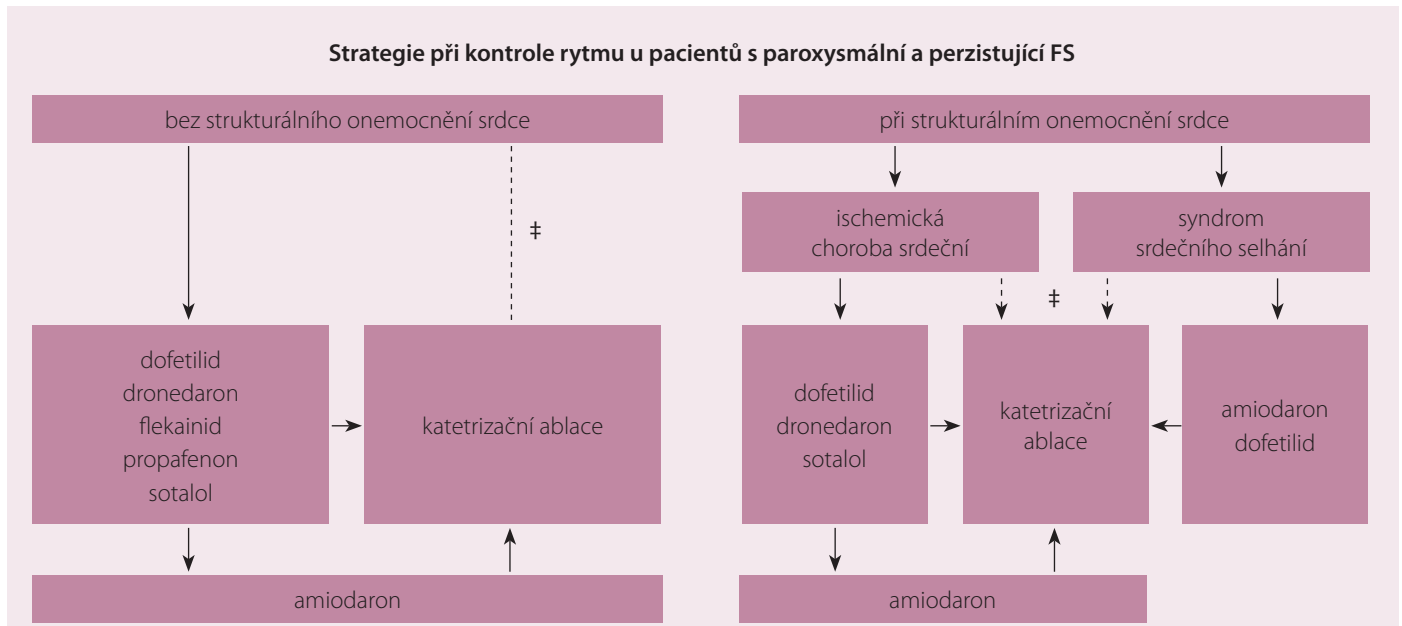 Strategie při kontrole rytmu u pacientů s paroxysmální a perzistující FS
bez strukturálního onemocnění srdce
‡
dofetilid
dronedaron
flekainid
propafenon
sotalol
katetrizační ablace
amiodaron
při strukturálním onemocnění srdce
ischemická
choroba srdeční
syndrom
srdečního selhání
‡
dofetilid
dronedaron
sotalol
katetrizační
ablace
amiodaron
dofetilid
amiodaron